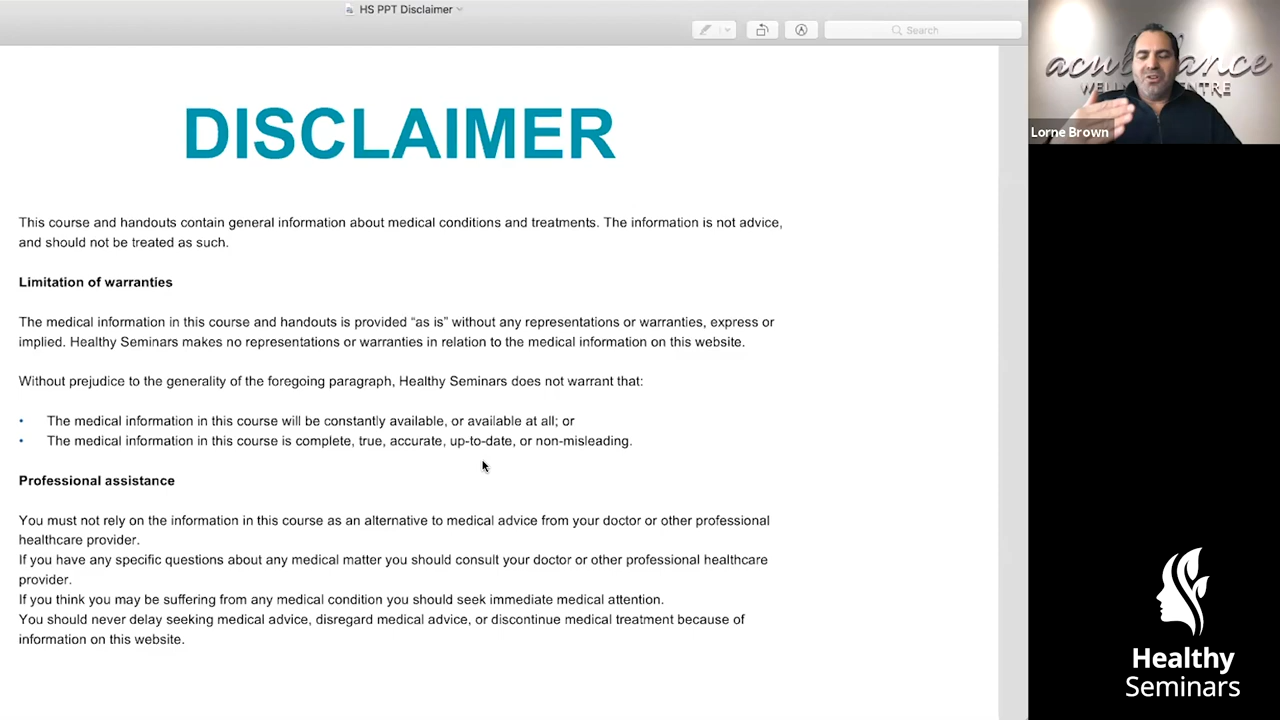 HS PPT Disclaimer
Search
DISCLAIMER
This course and handouts contain general information about medical conditions and treatments. The information is not advice,
and should not be treated as such.
Limitation of warranties
The medical information in this course and handouts is provided “as is” without any representations or warranties, express or
implied. Healthy Seminars makes no representations or warranties in relation to the medical information on this website.
Without prejudice to the generality of the foregoing paragraph, Healthy Seminars does not warrant that:
• The medical information in this course will be constantly available, or available at all; or
• The medical information in this course is complete, true, accurate, up-to-date, or non-misleading.
Professional assistance
You must not rely on the information in this course as an alternative to medical advice from your doctor or other professional
healthcare provider.
If you have any specific questions about any medical matter you should consult your doctor or other professional healthcare
provider.
If you think you may be suffering from any medical condition you should seek immediate medical attention.
You should never delay seeking medical advice, disregard medical advice, or discontinue medical treatment because of
information on this website.
Lorne Brown
Healthy
Seminars